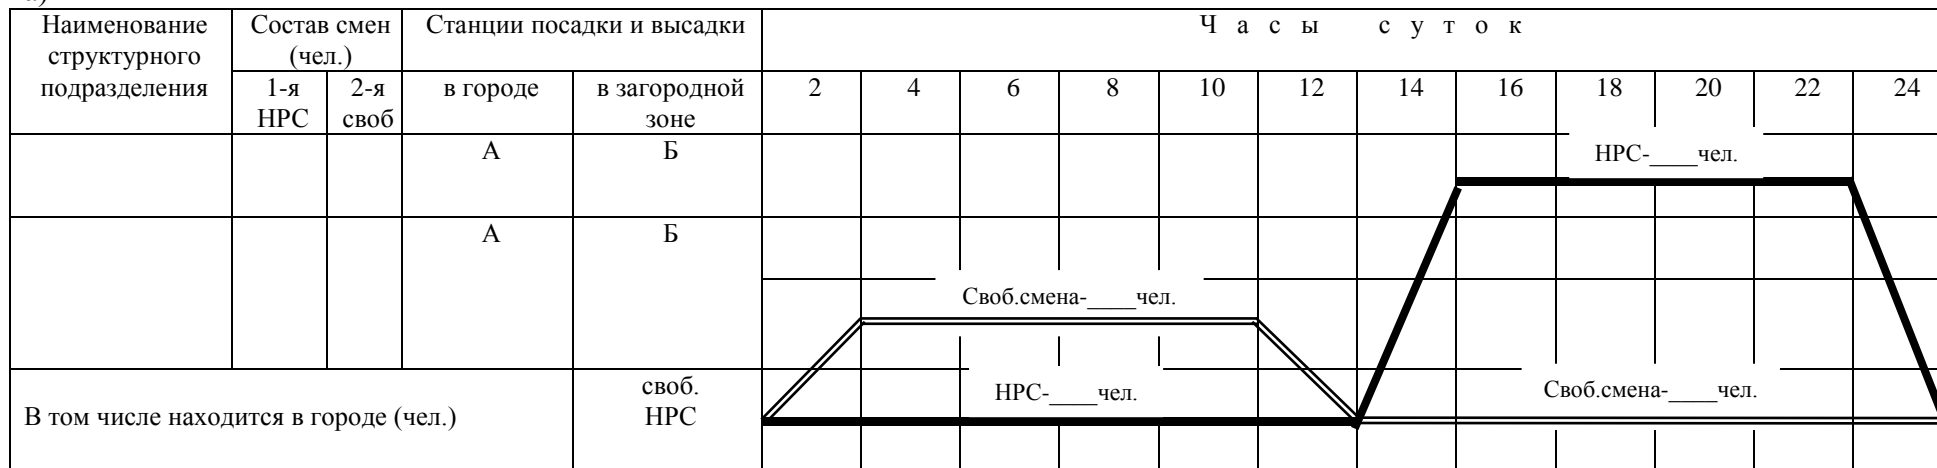 а)
Наименование структурного подразделения
Состав смен (чел.)
Станции посадки и высадки
Ч а с ы с у т о к
1-я НРС
2-я своб
в городе
в загородной зоне
2 4 6 8 10 12 14 16 18 20 22 24
А Б
НРС-____чел.
А Б
Своб.смена-____чел.
В том числе находится в городе (чел.)
своб.
НРС
НРС-____чел.
Своб.смена-____чел.